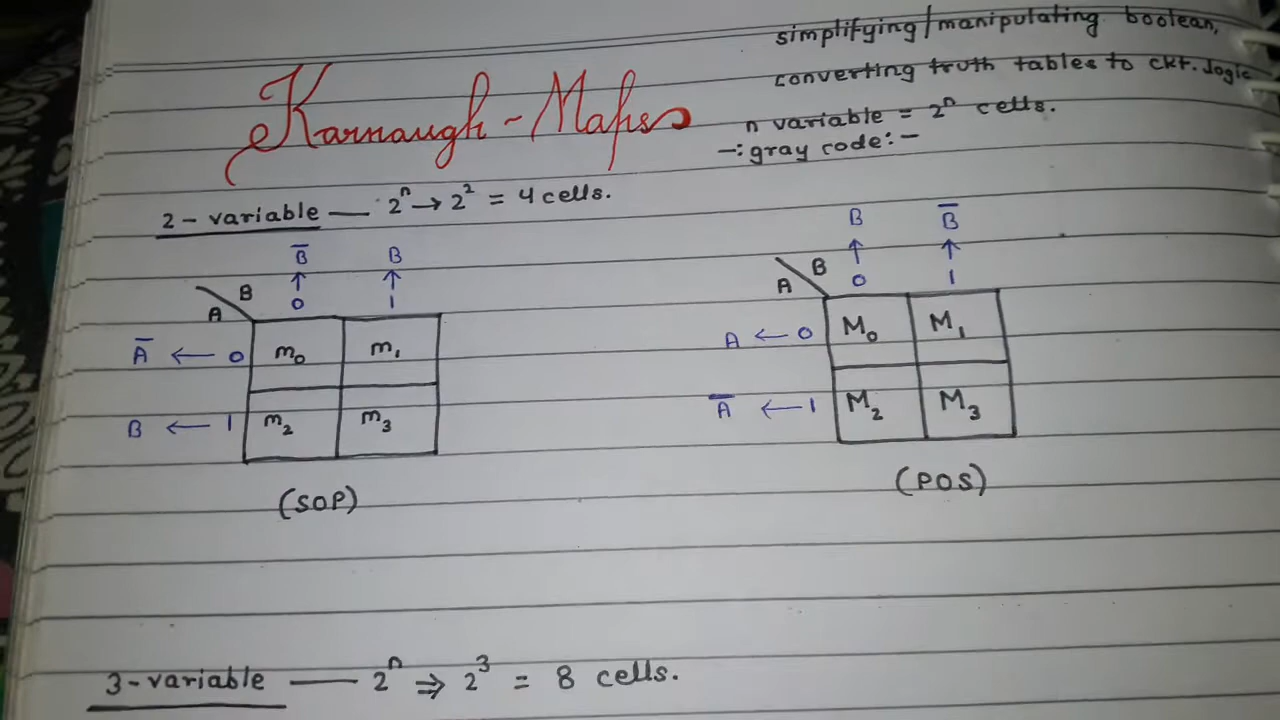 simplifying/manipulating boolean,
converting truth tables to ckt. logic
Karnaugh-Maps
n variable = 2ⁿ cells.
-: gray code:-
2-variable — 2ⁿ → 2² = 4 cells.
B̅ B
↑ ↑
A\B 0 1
A̅ ← 0 m₀ m₁
B ← 1 m₂ m₃
(SOP)
B B̅
↑ ↑
A\B 0 1
A ← 0 M₀ M₁
A̅ ← 1 M₂ M₃
(POS)
3-variable — 2ⁿ ⇒ 2³ = 8 cells.